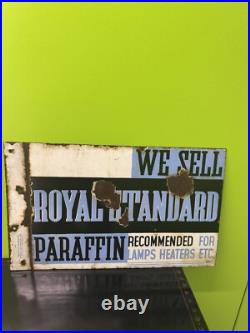 WE SELL
ROYAL STANDARD
PARAFFIN
RECOMMENDED FOR
LAMPS HEATERS ETC